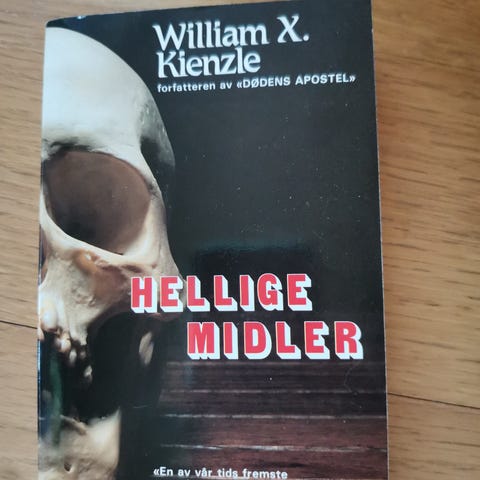 William X.
Kienzle
forfatteren av «DØDENS APOSTEL»
HELLIGE
MIDLER
«En av vår tids fremste